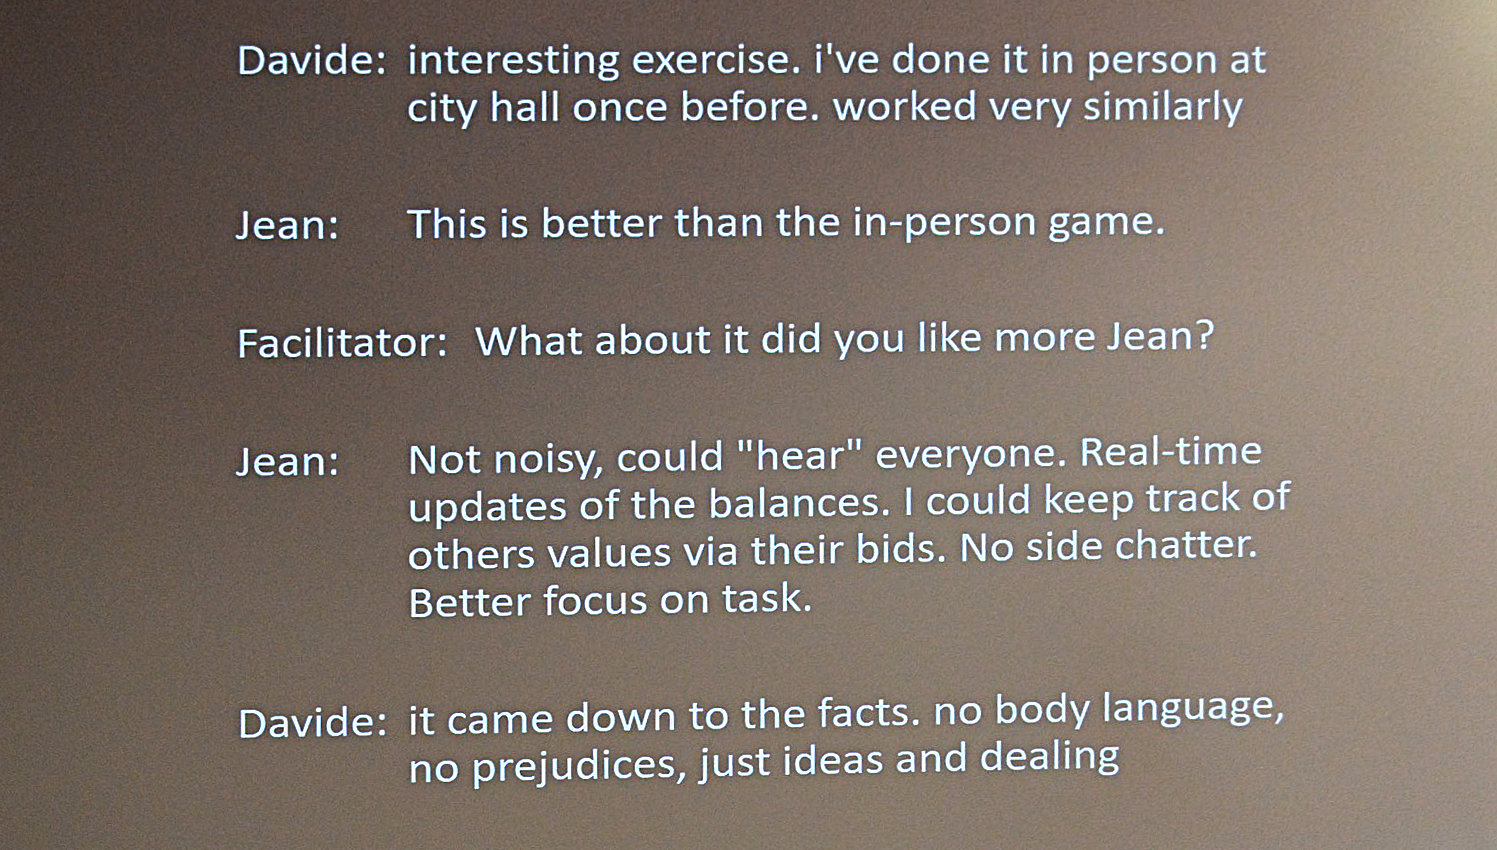 Davide: interesting exercise. i've done it in person at
city hall once before. worked very similarly
Jean: This is better than the in-person game.
Facilitator: What about it did you like more Jean?
Jean: Not noisy, could "hear" everyone. Real-time
updates of the balances. I could keep track of
others values via their bids. No side chatter.
Better focus on task.
Davide: it came down to the facts. no body language,
no prejudices, just ideas and dealing